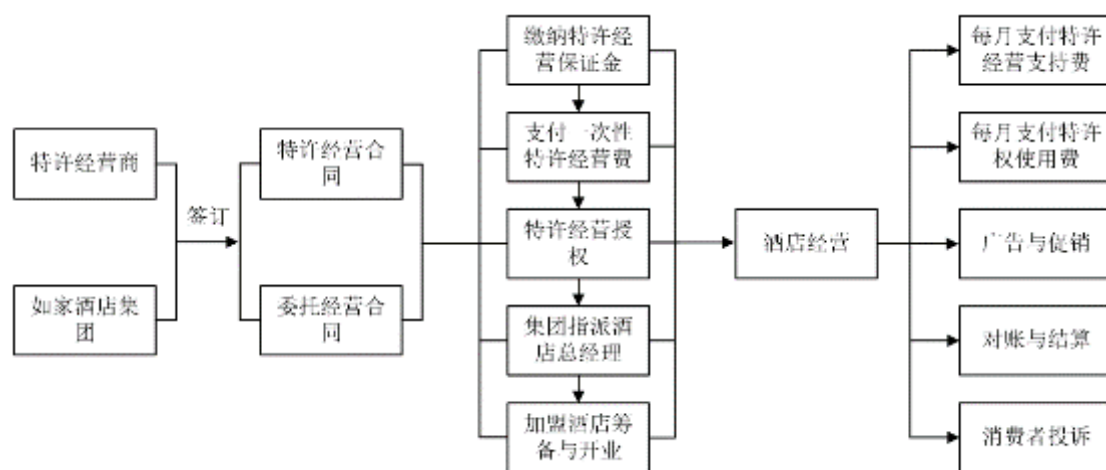 特许经营商
如家酒店集
团
签订
特许经营合
同
委托经营合
同
缴纳特许经
营保证金
支付一次性
特许经营费
特许经营授
权
集团指派酒
店总经理
加盟酒店筹
备与开业
酒店经营
每月支付特许
经营支持费
每月支付特许
权使用费
广告与促销
对账与结算
消费者投诉